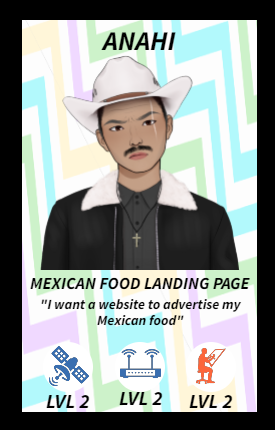 ANAHI
MEXICAN FOOD LANDING PAGE
"I want a website to advertise my
Mexican food"
LVL 2 LVL 2 LVL 2